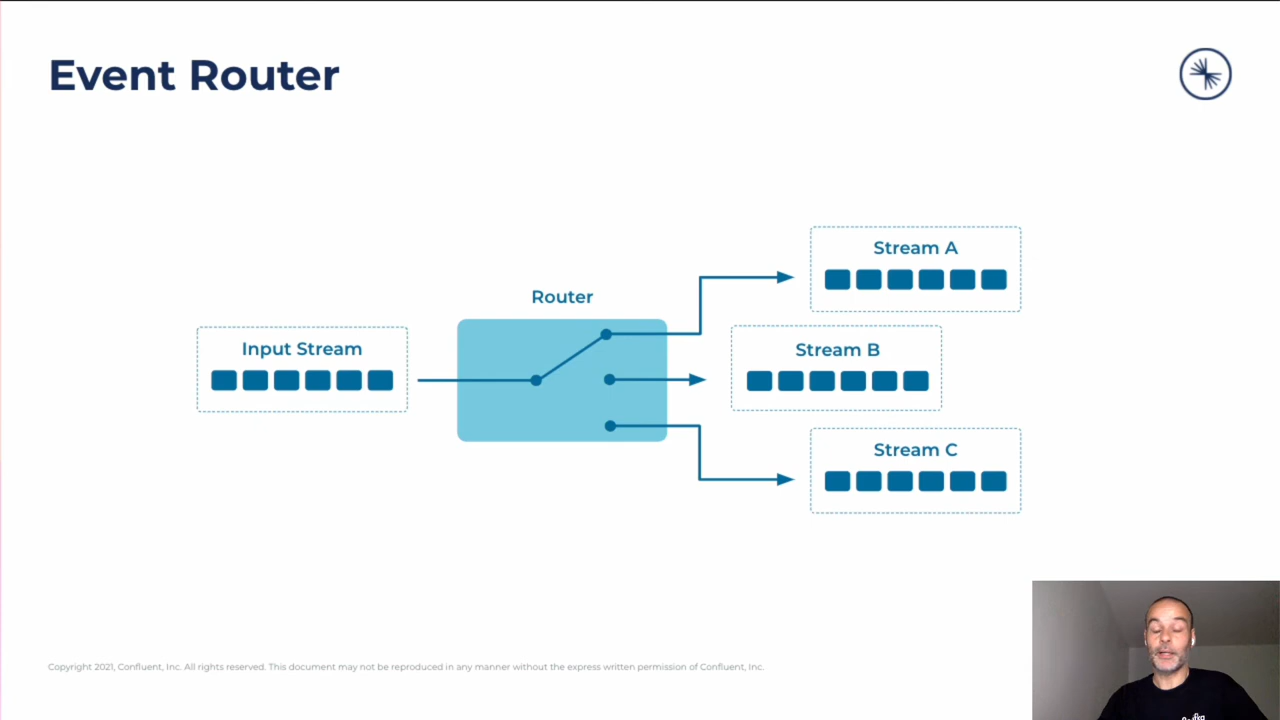 Event Router
Stream A
Router
Input Stream
Stream B
Stream C
Copyright 2021, Confluent, Inc. All rights reserved. This document may not be reproduced in any manner without the express written permission of Confluent, Inc.